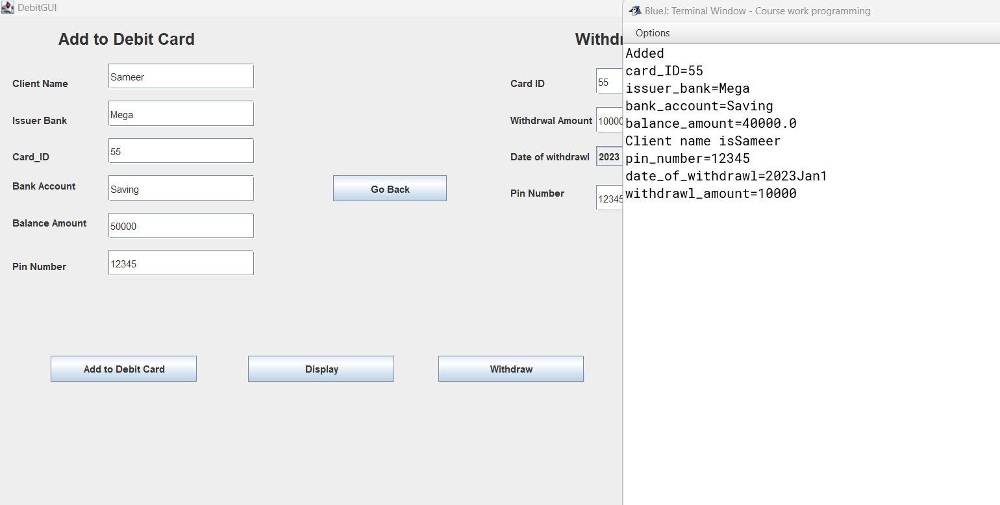 DebitGUI
Add to Debit Card
Client Name Sameer
Issuer Bank Mega
Card_ID 55
Bank Account Saving
Balance Amount 50000
Pin Number 12345
Go Back
Card ID 55
Withdrwal Amount 10000
Date of withdrawl 2023
Pin Number 12345
Add to Debit Card
Display
Withdraw
BlueJ: Terminal Window - Course work programming
Options
Added
card_ID=55
issuer_bank=Mega
bank_account=Saving
balance_amount=40000.0
Client name isSameer
pin_number=12345
date_of_withdrawl=2023Jan1
withdrawl_amount=10000